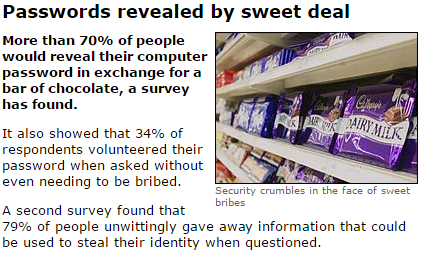 Passwords revealed by sweet deal
More than 70% of people
would reveal their computer
password in exchange for a
bar of chocolate, a survey
has found.
It also showed that 34% of
respondents volunteered their
password when asked without
even needing to be bribed.
A second survey found that
79% of people unwittingly gave away information that could
be used to steal their identity when questioned.
Cadbury's
DAIRY MILK
DAIRY MILK
Security crumbles in the face of sweet
bribes